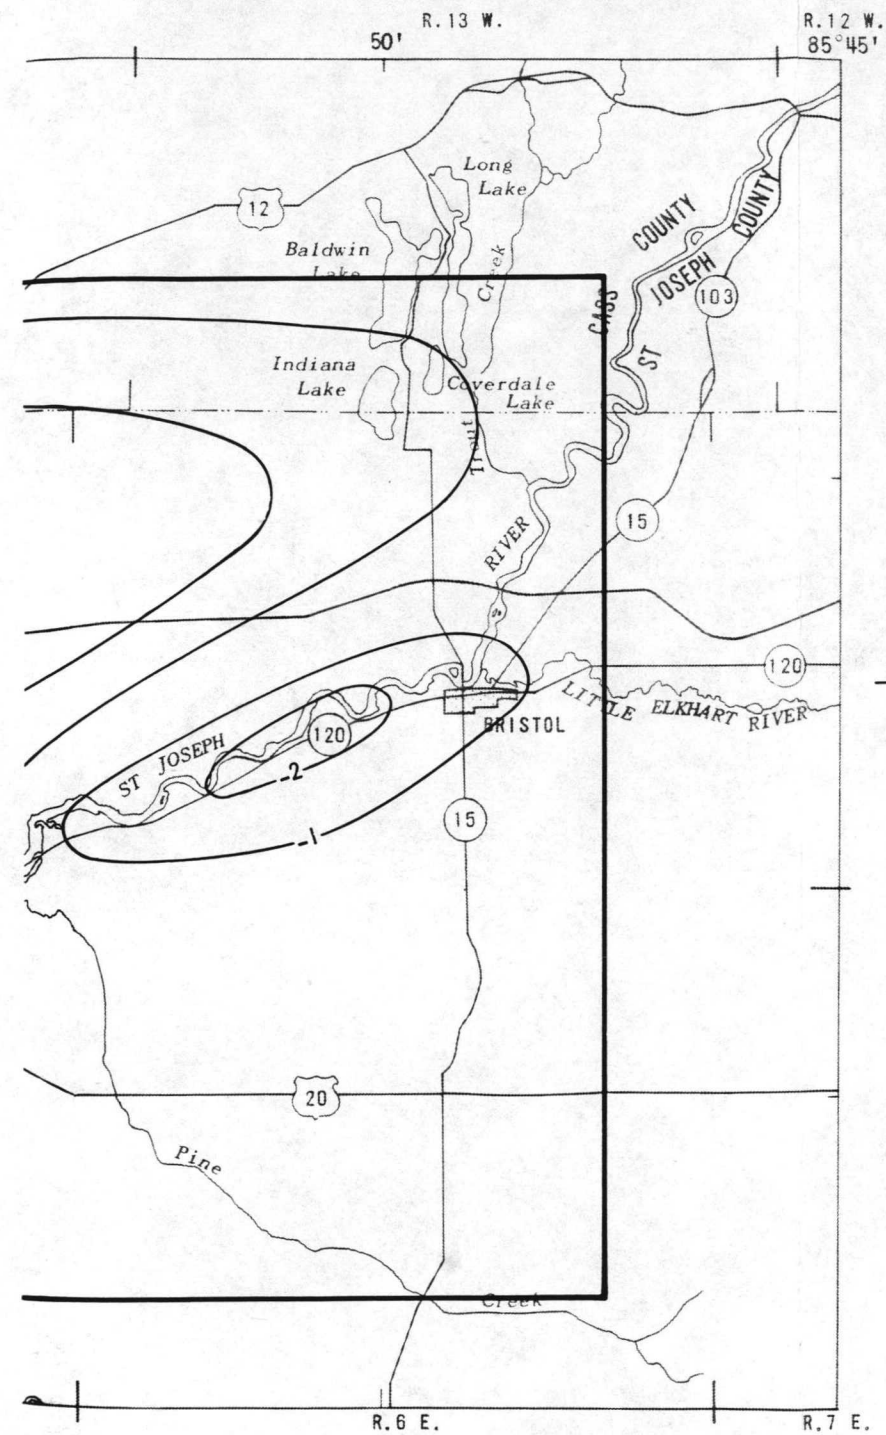 R.13 W.
R.12 W.
50'
85°45'
Long
Lake
12
COUNTY
COUNTY
Baldwin
Lake
Creek
JOSEPH
103
CASS
ST
Indiana
Lake
Coverdale
Lake
Trout
15
RIVER
120
LITTLE ELKHART RIVER
BRISTOL
ST JOSEPH
120
-2
-1
15
20
Pine
Creek
R.6 E.
R.7 E.